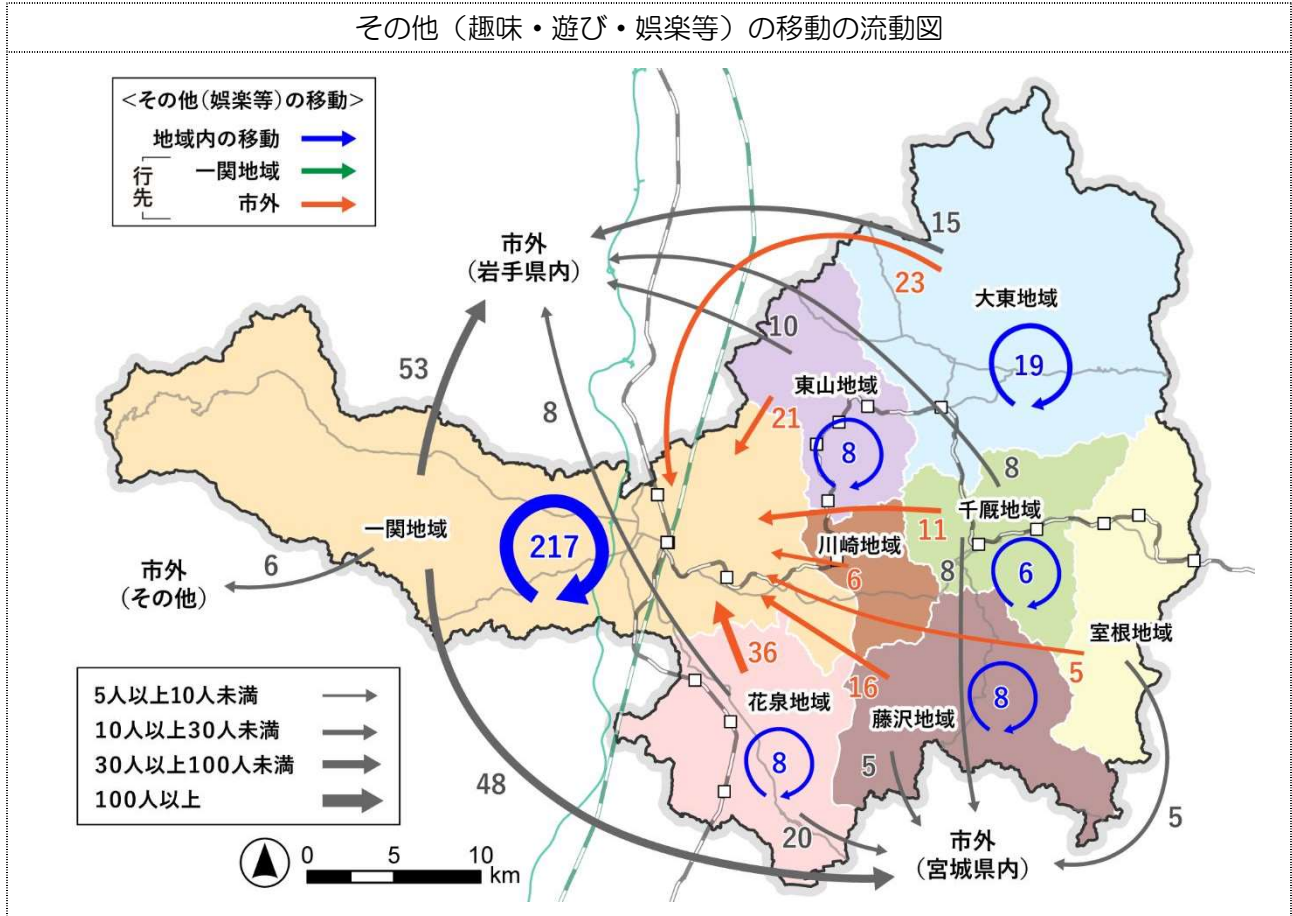 その他（趣味・遊び・娯楽等）の移動の流動図
＜その他（娯楽等）の移動＞
地域内の移動
行先
一関地域
市外
市外
（岩手県内）
15
23
大東地域
19
10
53
東山地域
8
21
8
8
千厩地域
11
一関地域
217
川崎地域
6
8
6
市外
（その他）
6
室根地域
5
36
16
花泉地域
藤沢地域
8
8
5人以上10人未満
10人以上30人未満
30人以上100人未満
100人以上
48
5
20
5
市外
（宮城県内）
0 5 10
km